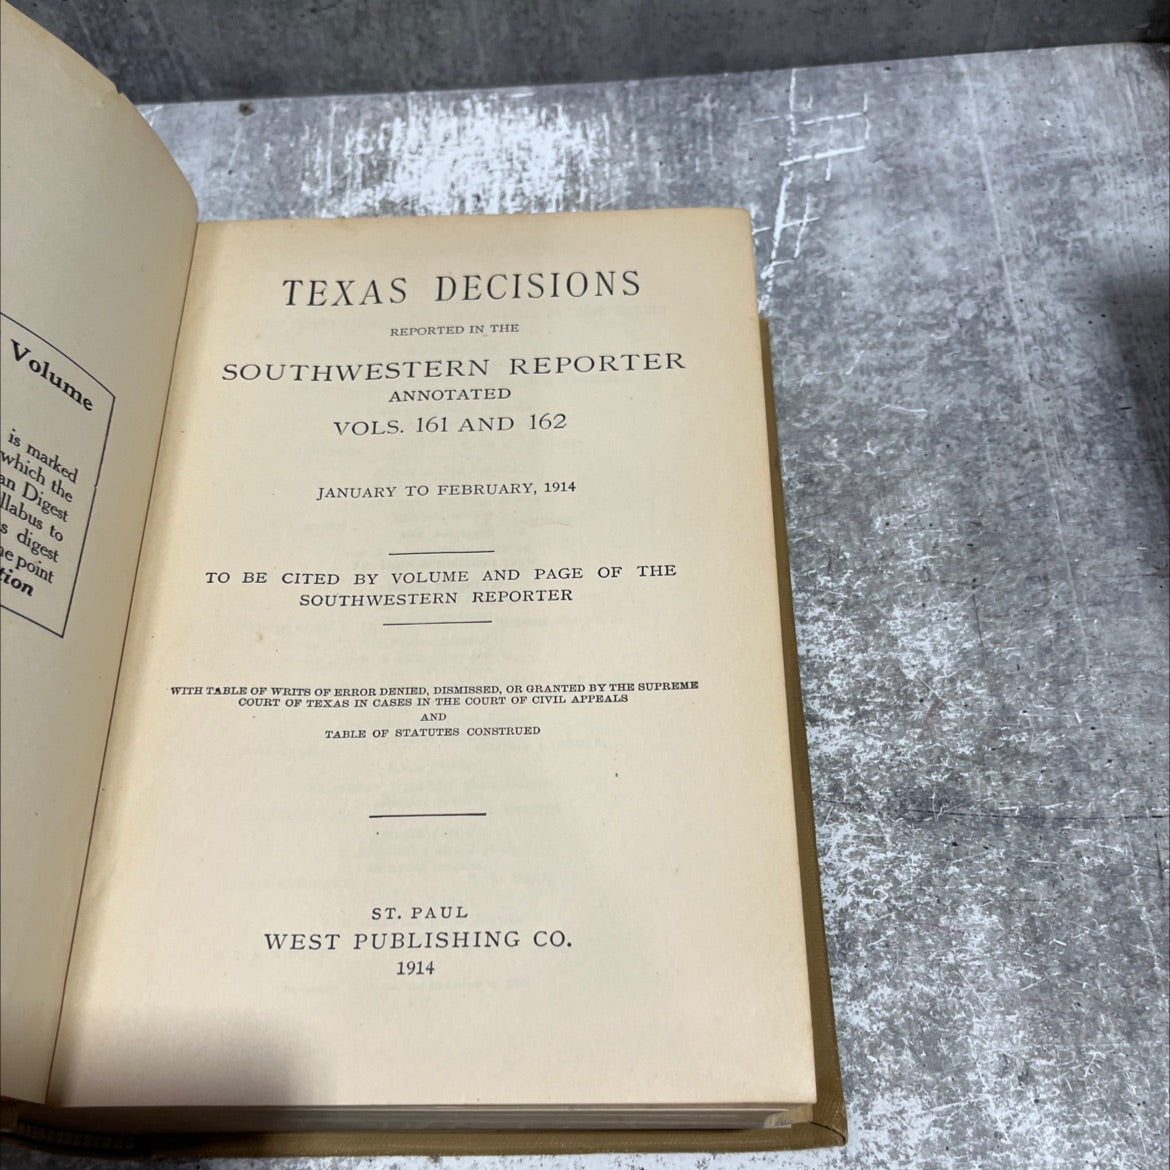 Volume
is marked
which the
an Digest
llabus to
s digest
he point
tion
TEXAS DECISIONS
REPORTED IN THE
SOUTHWESTERN REPORTER
ANNOTATED
VOLS. 161 AND 162
JANUARY TO FEBRUARY, 1914
TO BE CITED BY VOLUME AND PAGE OF THE
SOUTHWESTERN REPORTER
WITH TABLE OF WRITS OF ERROR DENIED, DISMISSED, OR GRANTED BY THE SUPREME
COURT OF TEXAS IN CASES IN THE COURT OF CIVIL APPEALS
AND
TABLE OF STATUTES CONSTRUED
ST. PAUL
WEST PUBLISHING CO.
1914